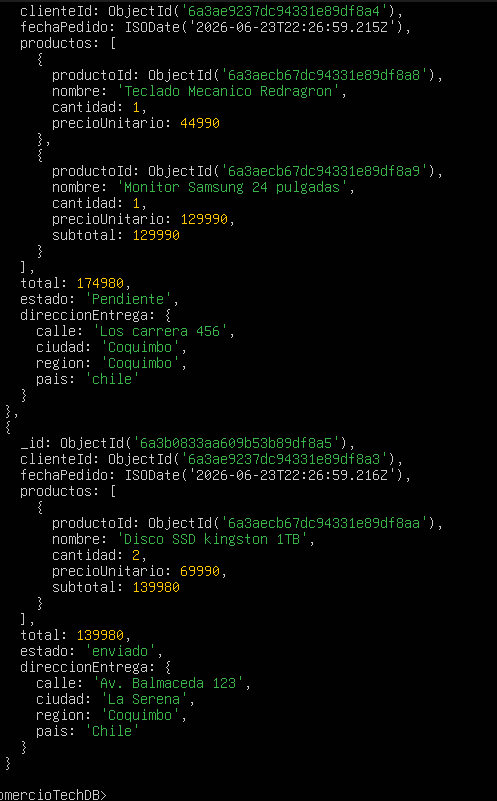 clienteId: ObjectId('6a3ae9237dc94331e89df8a4'),
fechaPedido: ISODate('2026-06-23T22:26:59.215Z'),
productos: [
{
productoId: ObjectId('6a3aecb67dc94331e89df8a8'),
nombre: 'Teclado Mecanico Redragron',
cantidad: 1,
precioUnitario: 44990
},
{
productoId: ObjectId('6a3aecb67dc94331e89df8a9'),
nombre: 'Monitor Samsung 24 pulgadas',
cantidad: 1,
precioUnitario: 129990,
subtotal: 129990
}
],
total: 174980,
estado: 'Pendiente',
direccionEntrega: {
calle: 'Los carrera 456',
ciudad: 'Coquimbo',
region: 'Coquimbo',
pais: 'chile'
}
},
{
_id: ObjectId('6a3b0833aa609b53b89df8a5'),
clienteId: ObjectId('6a3ae9237dc94331e89df8a3'),
fechaPedido: ISODate('2026-06-23T22:26:59.216Z'),
productos: [
{
productoId: ObjectId('6a3aecb67dc94331e89df8aa'),
nombre: 'Disco SSD kingston 1TB',
cantidad: 2,
precioUnitario: 69990,
subtotal: 139980
}
],
total: 139980,
estado: 'enviado',
direccionEntrega: {
calle: 'Av. Balmaceda 123',
ciudad: 'La Serena',
region: 'Coquimbo',
pais: 'Chile'
}
}
omercioTechDB>